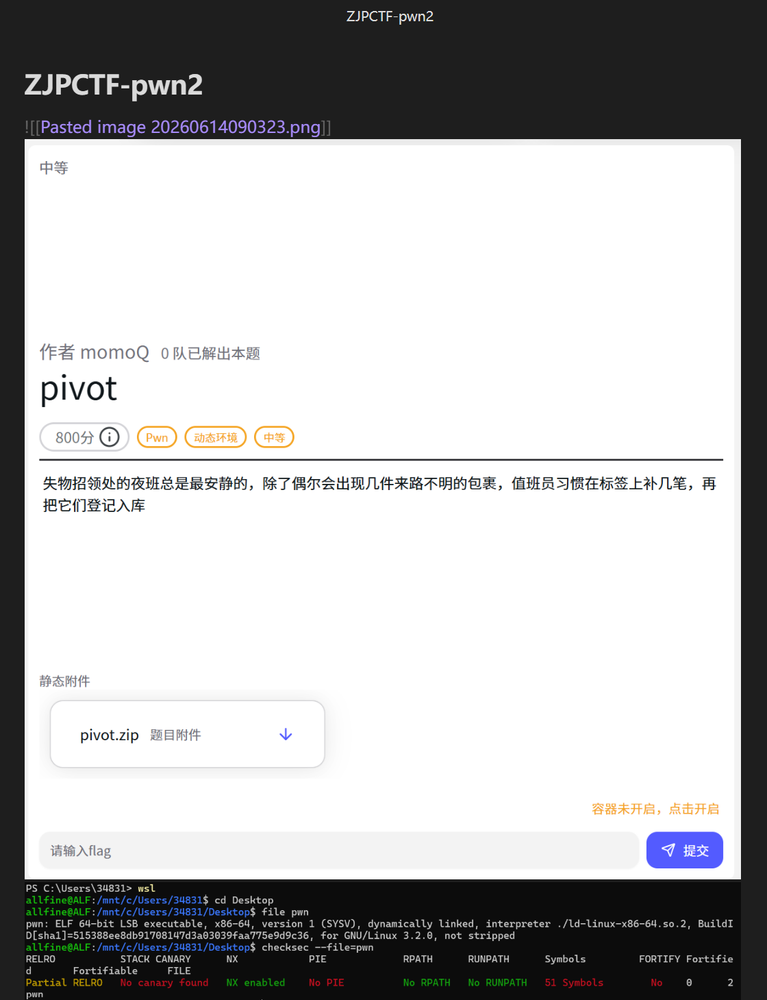 ZJPCTF-pwn2
ZJPCTF-pwn2
![[Pasted image 20260614090323.png]]
中等
作者 momoQ 0 队已解出本题
pivot
800分 Pwn 动态环境 中等
失物招领处的夜班总是最安静的，除了偶尔会出现几件来路不明的包裹，值班员习惯在标签上补几笔，再
把它们登记入库
静态附件
pivot.zip 题目附件
容器未开启，点击开启
请输入flag 提交
PS C:\Users\34831> wsl
allfine@ALF:/mnt/c/Users/34831$ cd Desktop
allfine@ALF:/mnt/c/Users/34831/Desktop$ file pwn
pwn: ELF 64-bit LSB executable, x86-64, version 1 (SYSV), dynamically linked, interpreter ./ld-linux-x86-64.so.2, BuildI
D[sha1]=515388ee8db91708147d3a03039faa775e9d9c36, for GNU/Linux 3.2.0, not stripped
allfine@ALF:/mnt/c/Users/34831/Desktop$ checksec --file=pwn
RELRO STACK CANARY NX PIE RPATH RUNPATH Symbols FORTIFY Fortifie
d Fortifiable FILE
Partial RELRO No canary found NX enabled No PIE No RPATH No RUNPATH 51 Symbols No 0 2
pwn